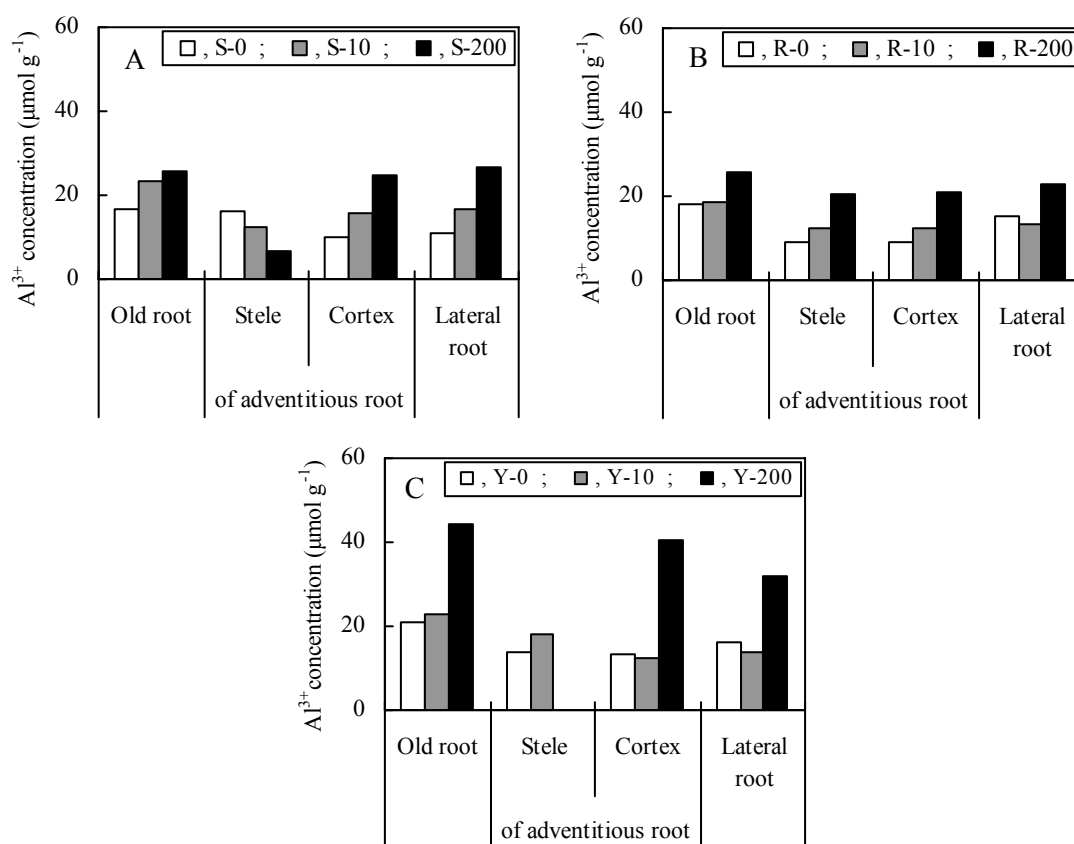 A
, S-0 ; , S-10 ; , S-200
Al³⁺ concentration (µmol g⁻¹)
60
40
20
0
Old root Stele Cortex Lateral
root
of adventitious root
B
, R-0 ; , R-10 ; , R-200
Al³⁺ concentration (µmol g⁻¹)
60
40
20
0
Old root Stele Cortex Lateral
root
of adventitious root
C
, Y-0 ; , Y-10 ; , Y-200
Al³⁺ concentration (µmol g⁻¹)
60
40
20
0
Old root Stele Cortex Lateral
root
of adventitious root